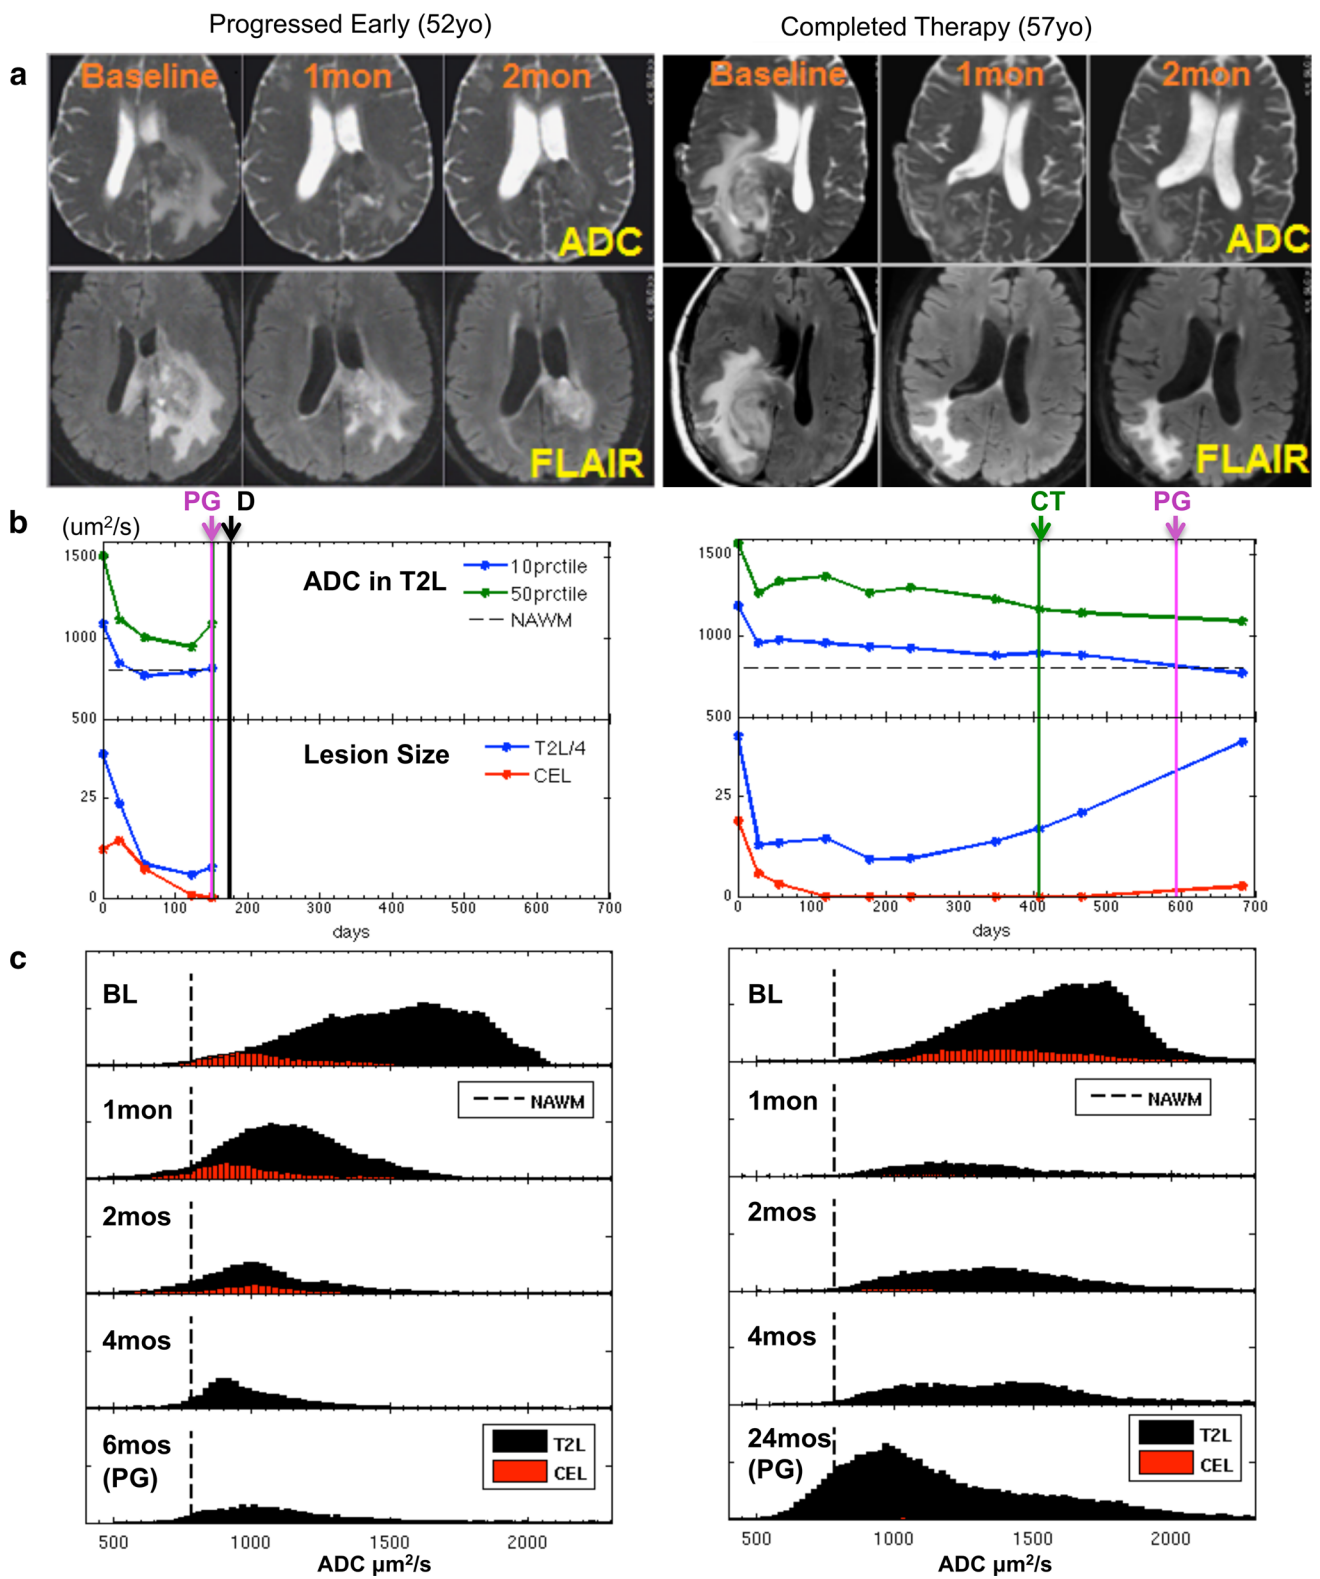 Progressed Early (52yo)
Completed Therapy (57yo)
a
Baseline 1mon 2mon
ADC
FLAIR
Baseline 1mon 2mon
ADC
FLAIR
b
(um²/s)
PG D
1500
1000
500
ADC in T2L
10prctile
50prctile
NAWM
Lesion Size
T2L/4
CEL
25
0
0 100 200 300 400 500 600 700
days
CT PG
1500
1000
500
25
0
0 100 200 300 400 500 600 700
days
c
BL
1mon
NAWM
2mos
4mos
6mos
(PG)
T2L
CEL
500 1000 1500 2000
ADC µm²/s
BL
1mon
NAWM
2mos
4mos
24mos
(PG)
T2L
CEL
500 1000 1500 2000
ADC µm²/s